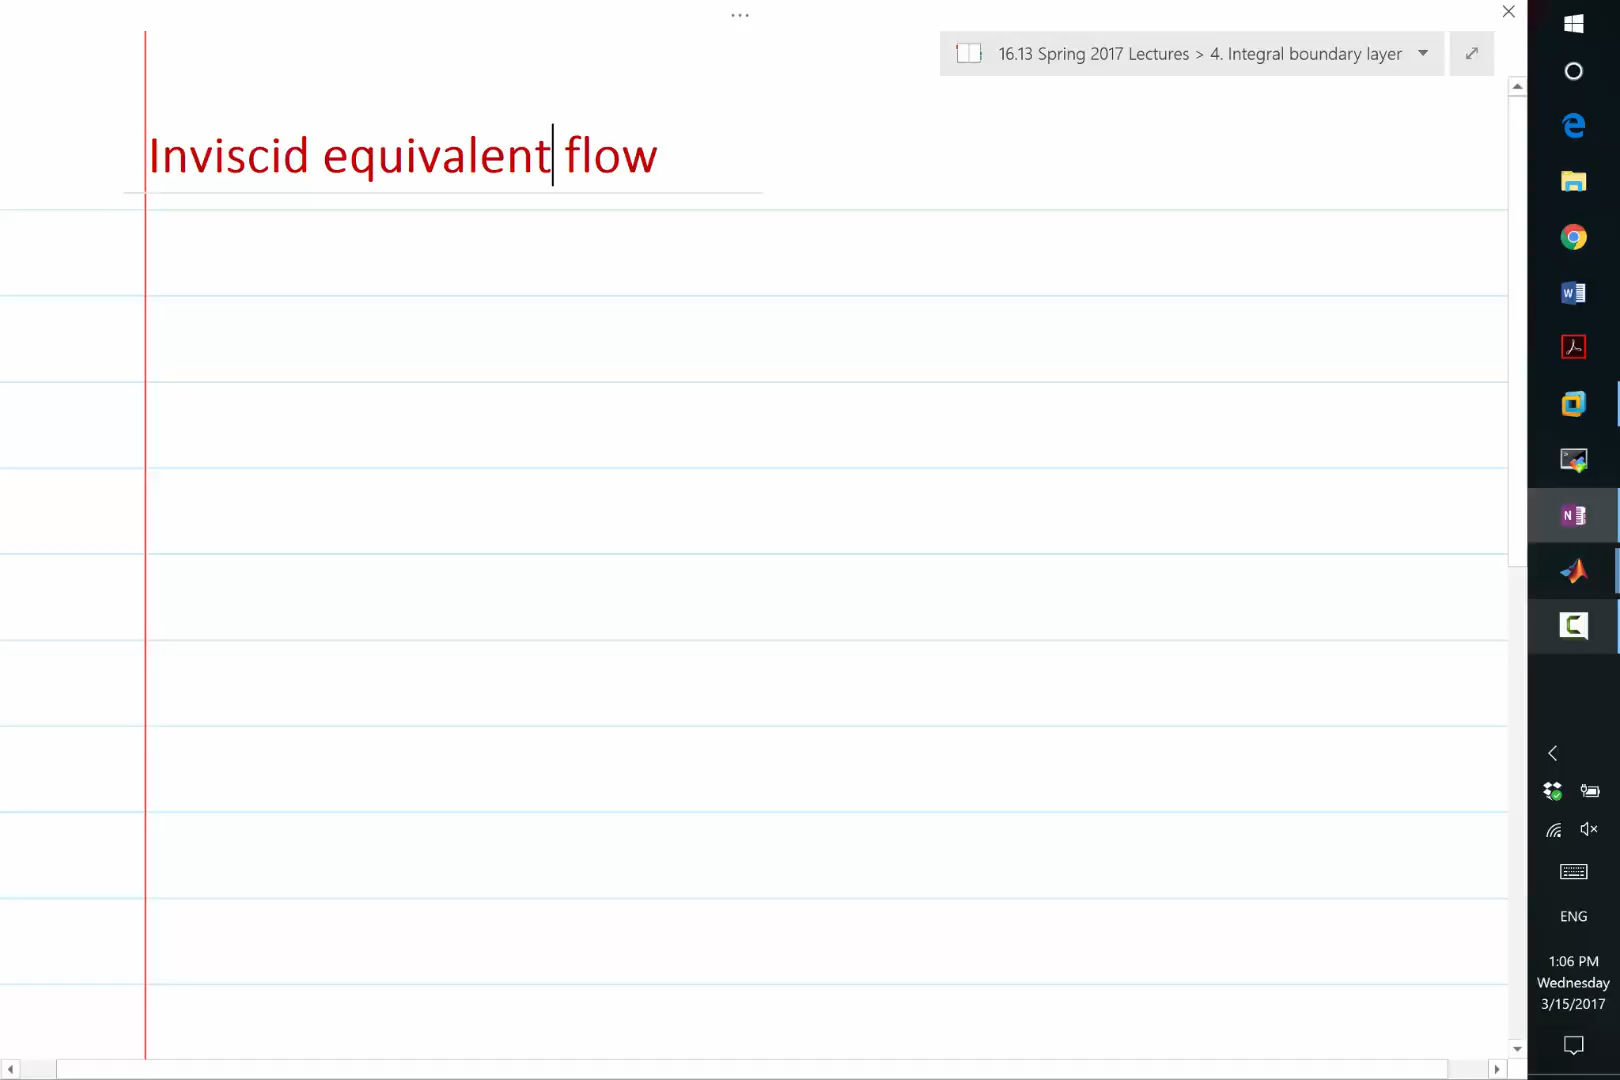 16.13 Spring 2017 Lectures > 4. Integral boundary layer
Inviscid equivalent flow
ENG
1:06 PM
Wednesday
3/15/2017